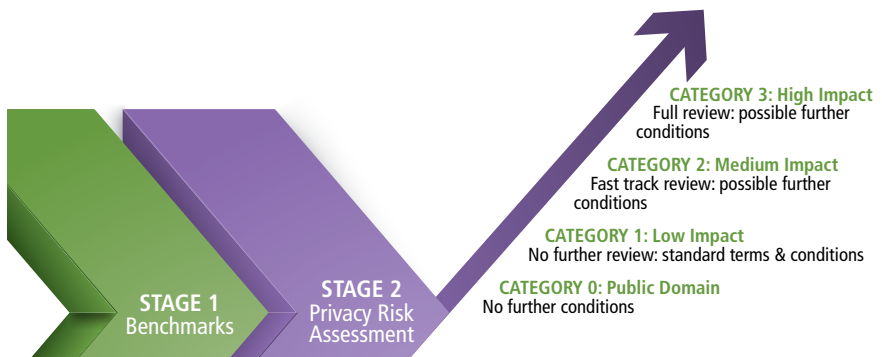 STAGE 1
Benchmarks
STAGE 2
Privacy Risk
Assessment
CATEGORY 3: High Impact
Full review: possible further
conditions
CATEGORY 2: Medium Impact
Fast track review: possible further
conditions
CATEGORY 1: Low Impact
No further review: standard terms & conditions
CATEGORY 0: Public Domain
No further conditions